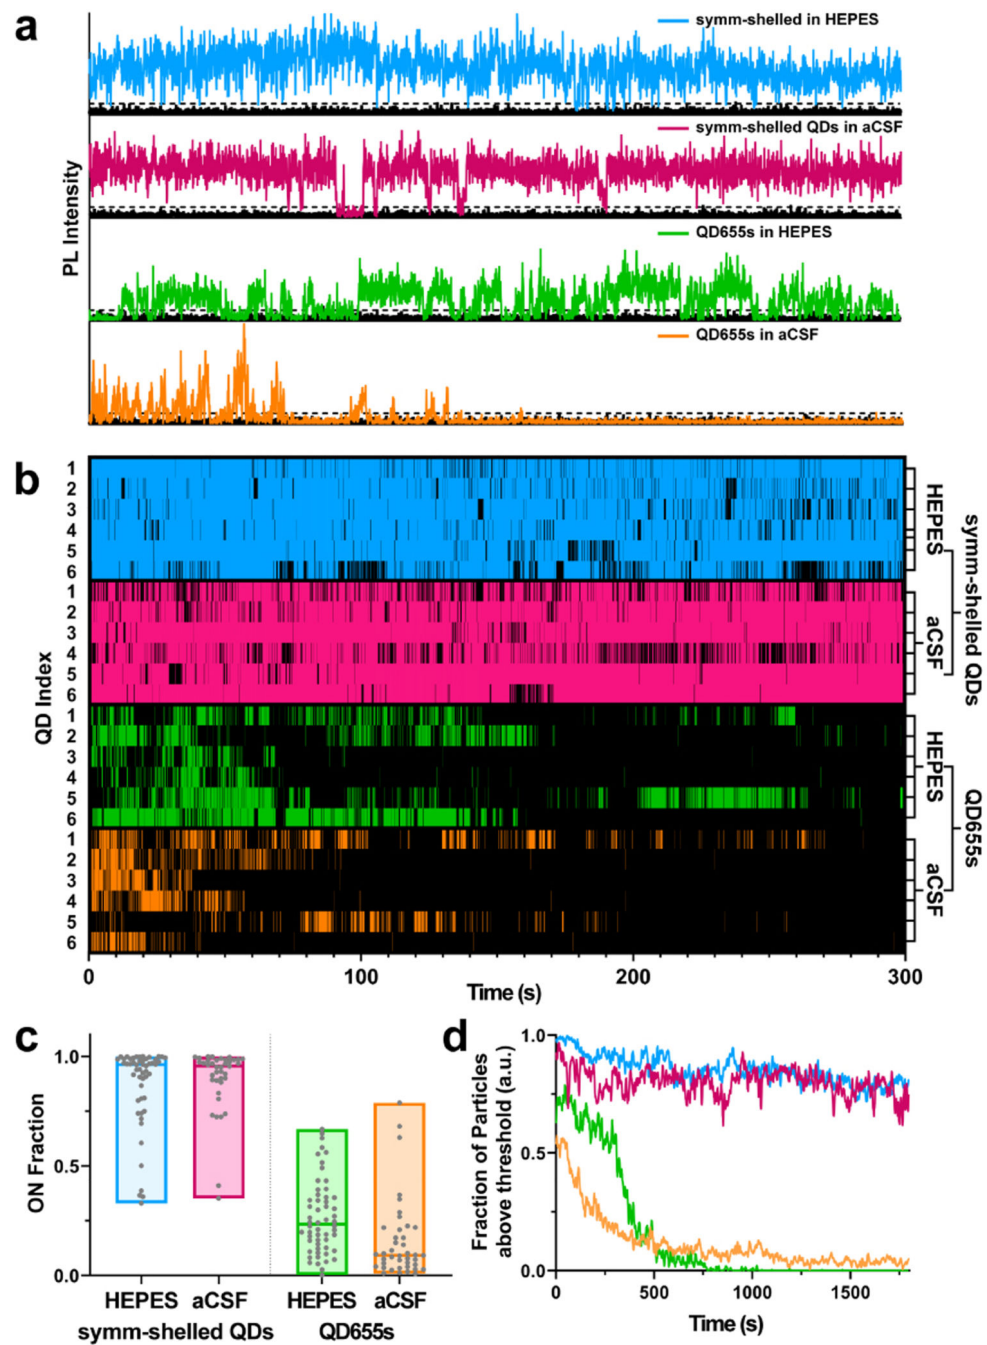 a
symm-shelled in HEPES
symm-shelled QDs in aCSF
QD655s in HEPES
QD655s in aCSF
PL Intensity
b
1
2
3
4
5
6
1
2
3
4
5
6
1
2
3
4
5
6
1
2
3
4
5
6
QD Index
HEPES
aCSF
symm-shelled QDs
HEPES
aCSF
QD655s
0 100 200 300
Time (s)
c
1.0
0.5
0.0
ON Fraction
HEPES aCSF HEPES aCSF
symm-shelled QDs QD655s
d
1.0
0.5
0.0
Fraction of Particles
above threshold (a.u.)
0 500 1000 1500
Time (s)